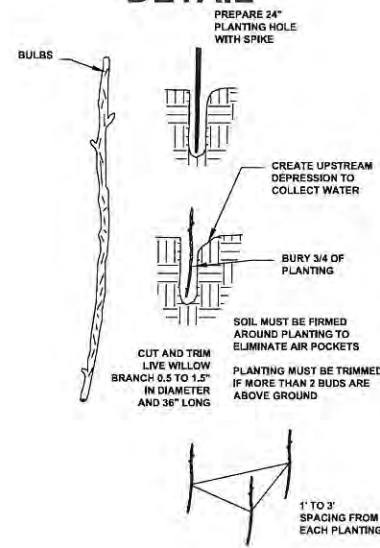 DETAIL
PREPARE 24"
PLANTING HOLE
WITH SPIKE
BULBS
CREATE UPSTREAM
DEPRESSION TO
COLLECT WATER
BURY 3/4 OF
PLANTING
SOIL MUST BE FIRMED
AROUND PLANTING TO
ELIMINATE AIR POCKETS
CUT AND TRIM
LIVE WILLOW
BRANCH 0.5 TO 1.5"
IN DIAMETER
AND 36" LONG
PLANTING MUST BE TRIMMED
IF MORE THAN 2 BUDS ARE
ABOVE GROUND
1' TO 3'
SPACING FROM
EACH PLANTING